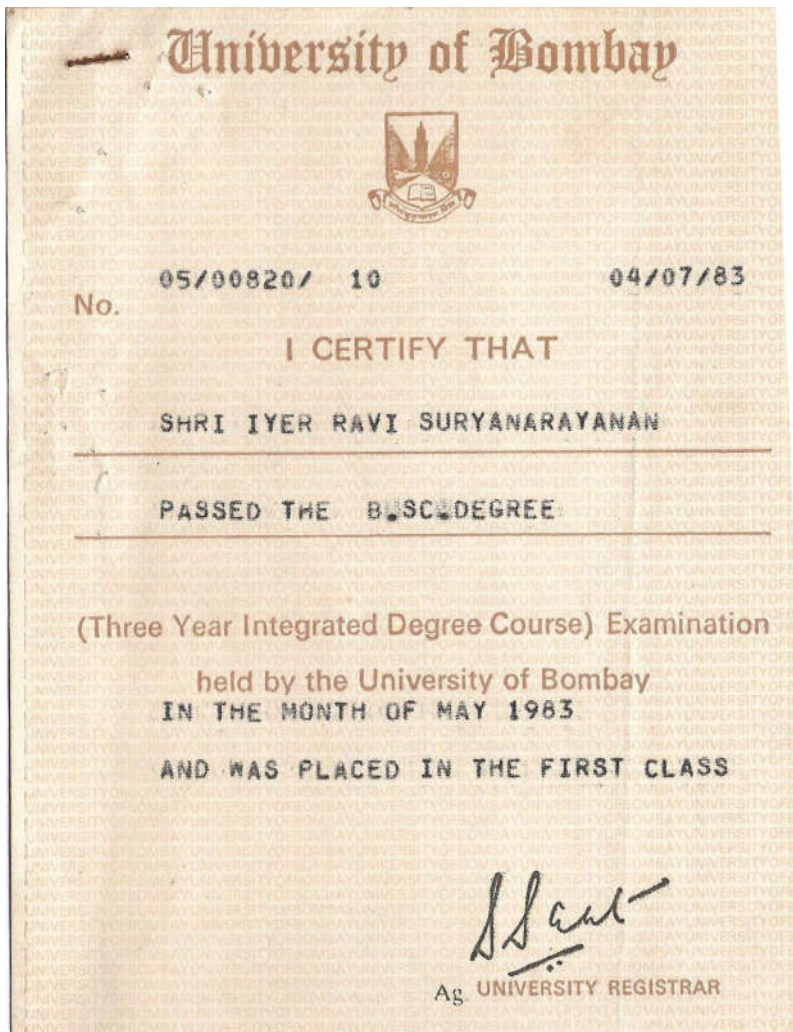 University of Bombay
05/00820/ 10 04/07/83
No.
I CERTIFY THAT
SHRI IYER RAVI SURYANARAYANAN
PASSED THE B.SC.DEGREE
(Three Year Integrated Degree Course) Examination
held by the University of Bombay
IN THE MONTH OF MAY 1983
AND WAS PLACED IN THE FIRST CLASS
Ag. UNIVERSITY REGISTRAR